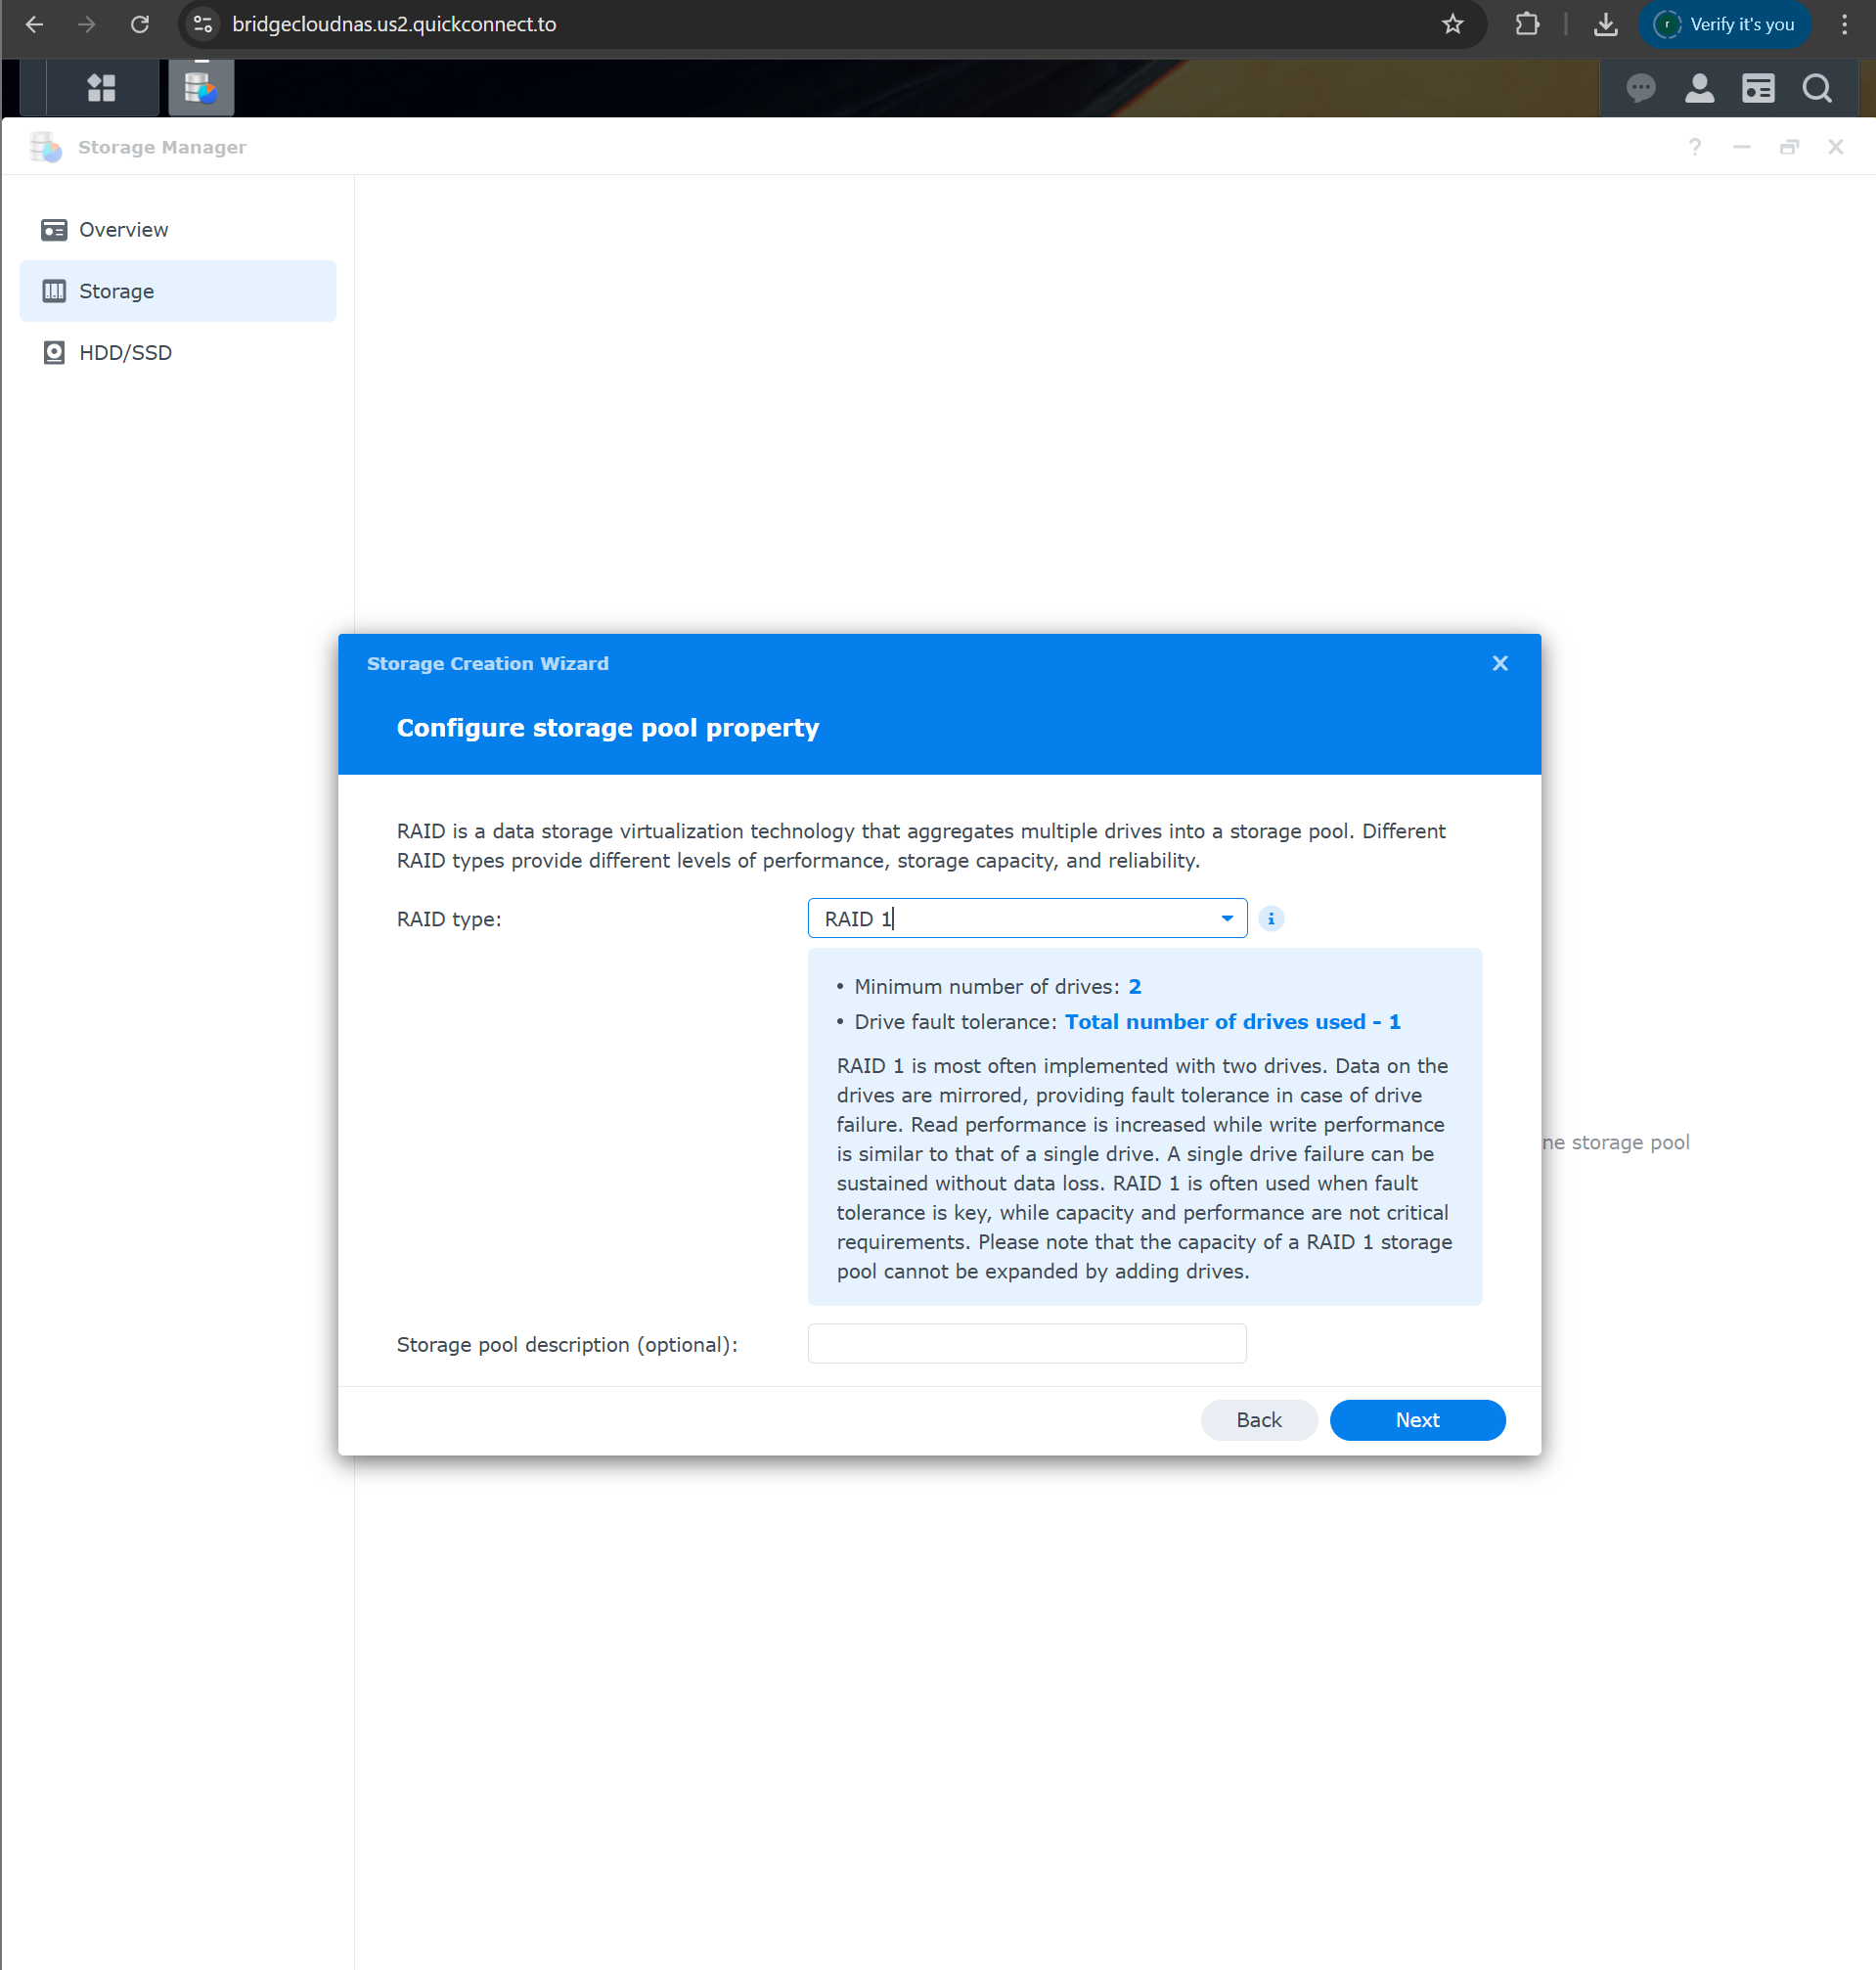 bridgecloudnas.us2.quickconnect.to
r
Verify it's you
Storage Manager
?
Overview
Storage
HDD/SSD
Storage Creation Wizard
Configure storage pool property
RAID is a data storage virtualization technology that aggregates multiple drives into a storage pool. Different
RAID types provide different levels of performance, storage capacity, and reliability.
RAID type:
RAID 1
i
• Minimum number of drives: 2
• Drive fault tolerance: Total number of drives used - 1
RAID 1 is most often implemented with two drives. Data on the
drives are mirrored, providing fault tolerance in case of drive
failure. Read performance is increased while write performance
is similar to that of a single drive. A single drive failure can be
sustained without data loss. RAID 1 is often used when fault
tolerance is key, while capacity and performance are not critical
requirements. Please note that the capacity of a RAID 1 storage
pool cannot be expanded by adding drives.
ne storage pool
Storage pool description (optional):
Back
Next